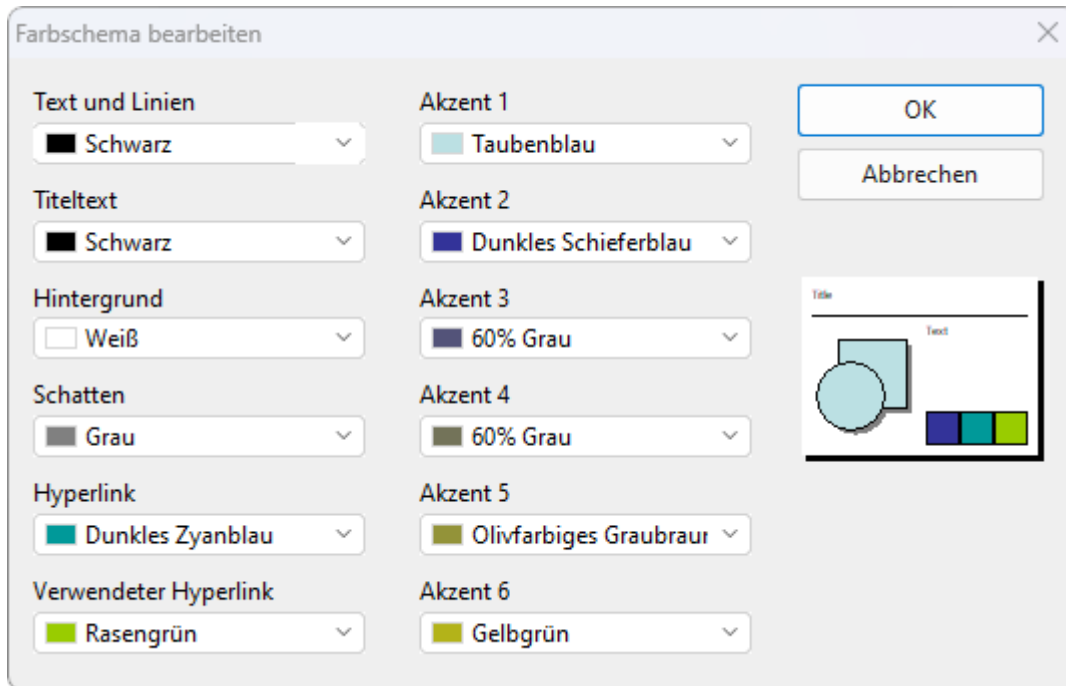 Farbschema bearbeiten
Text und Linien
Schwarz
Titeltext
Schwarz
Hintergrund
Weiß
Schatten
Grau
Hyperlink
Dunkles Zyanblau
Verwendeter Hyperlink
Rasengrün
Akzent 1
Taubenblau
Akzent 2
Dunkles Schieferblau
Akzent 3
60% Grau
Akzent 4
60% Grau
Akzent 5
Olivfarbiges Graubraun
Akzent 6
Gelbgrün
OK
Abbrechen
Title
Text